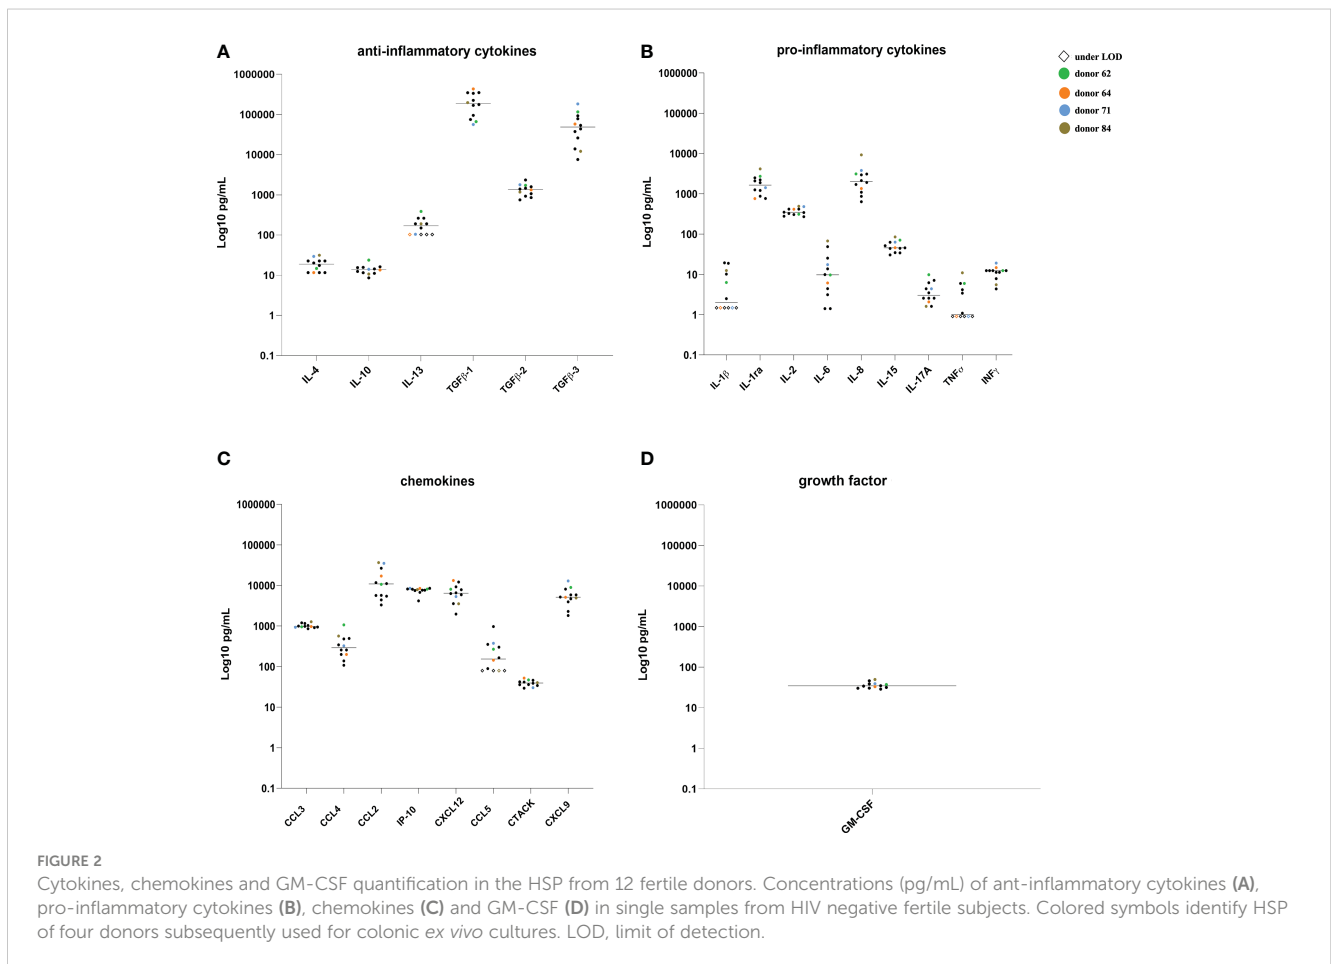 A
anti-inflammatory cytokines
Log10 pg/mL
1000000
100000
10000
1000
100
10
1
0.1
IL-4
IL-10
IL-13
TGFβ-1
TGFβ-2
TGFβ-3
B
pro-inflammatory cytokines
Log10 pg/mL
1000000
100000
10000
1000
100
10
1
0.1
IL-1β
IL-1ra
IL-2
IL-6
IL-8
IL-15
IL-17A
TNFα
INFγ
under LOD
donor 62
donor 64
donor 71
donor 84
C
chemokines
Log10 pg/mL
1000000
100000
10000
1000
100
10
1
0.1
CCL3
CCL4
CCL2
IP-10
CXCL12
CCL5
CTACK
CXCL9
D
growth factor
Log10 pg/mL
1000000
100000
10000
1000
100
10
1
0.1
GM-CSF
FIGURE 2
Cytokines, chemokines and GM-CSF quantification in the HSP from 12 fertile donors. Concentrations (pg/mL) of ant-inflammatory cytokines (A),
pro-inflammatory cytokines (B), chemokines (C) and GM-CSF (D) in single samples from HIV negative fertile subjects. Colored symbols identify HSP
of four donors subsequently used for colonic ex vivo cultures. LOD, limit of detection.